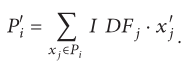 P'_i = \sum_{x_j \in P_i} I DF_j \cdot x'_j.